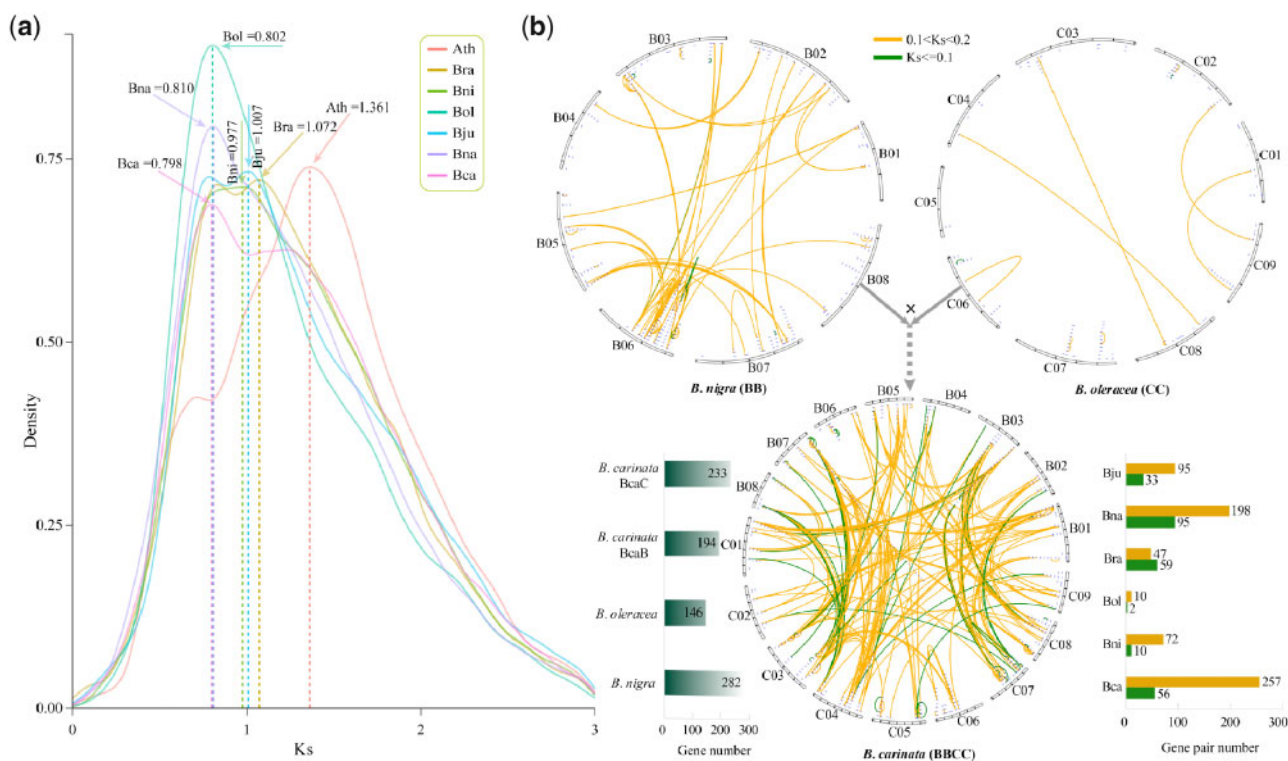 (a)
Bol =0.802
Bna =0.810
Bca =0.798
Bni =0.977
Bju =1.007
Bra =1.072
Ath =1.361
Ath
Bra
Bni
Bol
Bju
Bna
Bca
Density
0.75
0.50
0.25
0.00
0
1
2
3
Ks
(b)
0.1<Ks<0.2
Ks<=0.1
B03
B02
B04
B01
B05
B08
B06
B07
B. nigra (BB)
×
C03
C02
C04
C01
C05
C09
C06
C07
C08
B. oleracea (CC)
B05
B04
B06
B03
B07
B02
B08
B01
C01
C09
C02
C08
C03
C07
C04
C05
C06
B. carinata (BBCC)
B. carinata
BcaC
233
B. carinata
BcaB
194
B. oleracea
146
B. nigra
282
0 100 200 300
Gene number
Bju
95
33
Bna
198
95
Bra
47
59
Bol
10
2
Bni
72
10
Bca
257
56
0 100 200 300
Gene pair number